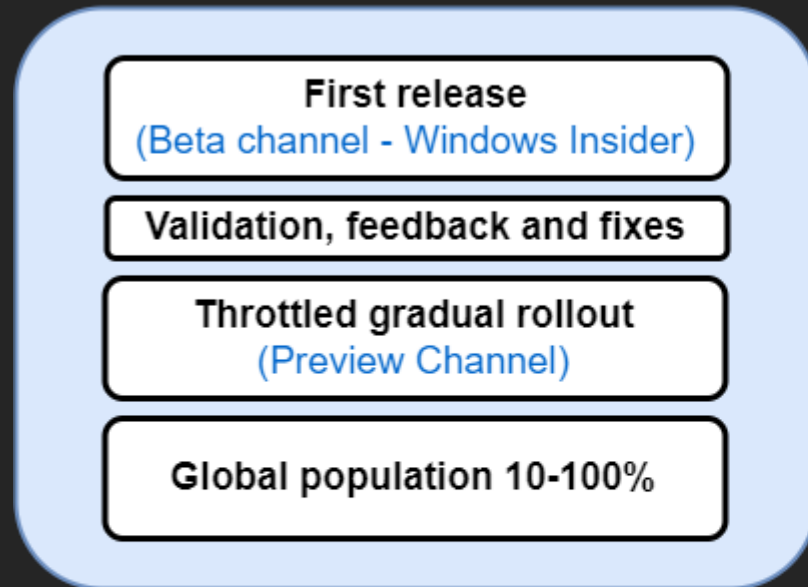 First release
(Beta channel - Windows Insider)
Validation, feedback and fixes
Throttled gradual rollout
(Preview Channel)
Global population 10-100%